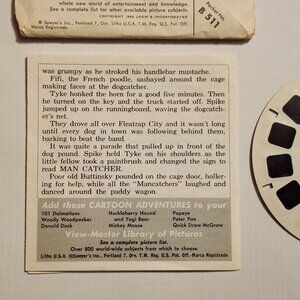 whole new world of entertainment and knowledge.
See a complete list for other available picture subjects.
© Sawyer's Inc., Portland 7, Ore. Litho U.S.A. T.M. Reg. U.S. Pat. Off.
Marca Registrada
Packet No.
B 511
was grumpy as he stroked his handlebar mustache.
Fifi, the French poodle, sashayed around the cage
making faces at the dogcatcher.
Tyke honked the horn for a good five minutes. Then
he turned on the key and the truck started off. Spike
jumped up on the runningboard, waving the dogcatch-
er's net.
They drove all over Fleatrap City and it wasn't long
until every dog in town was following behind them,
barking to beat the band.
It was quite a parade that pulled up in front of the
dog pound. Spike held Tyke on his shoulders as the
little fellow took a paintbrush and changed the sign to
read MAN CATCHER.
Poor old Buttinsky pounded on the cage door, holler-
ing for help, while all the "Mancatchers" laughed and
danced around the paddy wagon.
Add these CARTOON ADVENTURES to your
101 Dalmations Huckleberry Hound Popeye
Woody Woodpecker and Yogi Bear Peter Pan
Donald Duck Mickey Mouse Quick Draw McGraw
View-Master Library of Pictures
See a complete picture list.
Over 800 world-wide subjects from which to choose
Litho U.S.A. ©Sawyer's Inc., Portland 7, Ore. T.M. Reg. U.S. Pat. Off. Marca Registrada